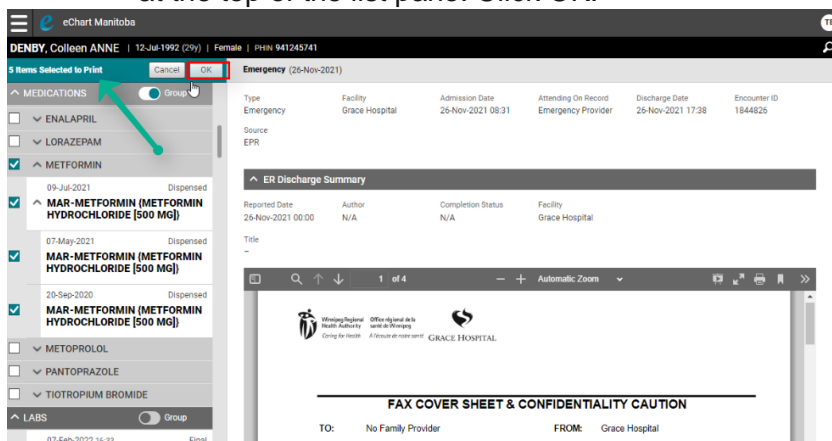 at the top of the list panel Click OK.
eChart Manitoba
DENBY, Colleen ANNE | 12-Jul-1992 (29y) | Female | PHIN 941245741
5 Items Selected to Print Cancel OK
MEDICATIONS Group
ENALAPRIL
LORAZEPAM
METFORMIN
09-Jul-2021 Dispensed
MAR-METFORMIN (METFORMIN
HYDROCHLORIDE [500 MG])
07-May-2021 Dispensed
MAR-METFORMIN (METFORMIN
HYDROCHLORIDE [500 MG])
20-Sep-2020 Dispensed
MAR-METFORMIN (METFORMIN
HYDROCHLORIDE [500 MG])
METOPROLOL
PANTOPRAZOLE
TIOTROPIUM BROMIDE
LABS Group
07-Feb-2022 16:33 Final
Emergency (26-Nov-2021)
Type Facility Admission Date Attending On Record Discharge Date Encounter ID
Emergency Grace Hospital 26-Nov-2021 08:31 Emergency Provider 26-Nov-2021 17:38 1844826
Source
EPR
ER Discharge Summary
Reported Date Author Completion Status Facility
26-Nov-2021 00:00 N/A N/A Grace Hospital
Title
–
1 of 4 Automatic Zoom
Winnipeg Regional Office régional de la
Health Authority santé de Winnipeg
Caring for Health À l'écoute de notre santé
GRACE HOSPITAL
FAX COVER SHEET & CONFIDENTIALITY CAUTION
TO: No Family Provider FROM: Grace Hospital